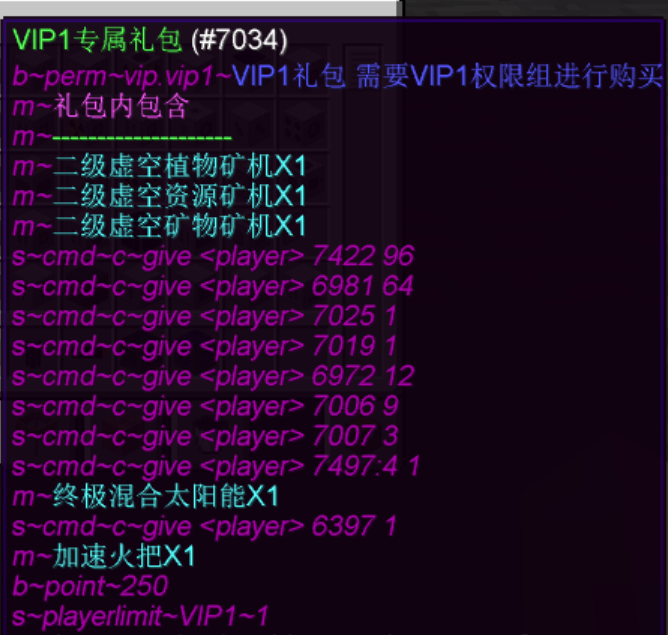 VIP1专属礼包 (#7034)
b~perm~vip.vip1~VIP1礼包 需要VIP1权限组进行购买
m~礼包内包含
m~--------------------
m~二级虚空植物矿机X1
m~二级虚空资源矿机X1
m~二级虚空矿物矿机X1
s~cmd~c~give <player> 7422 96
s~cmd~c~give <player> 6981 64
s~cmd~c~give <player> 7025 1
s~cmd~c~give <player> 7019 1
s~cmd~c~give <player> 6972 12
s~cmd~c~give <player> 7006 9
s~cmd~c~give <player> 7007 3
s~cmd~c~give <player> 7497:4 1
m~终极混合太阳能X1
s~cmd~c~give <player> 6397 1
m~加速火把X1
b~point~250
s~playerlimit~VIP1~1